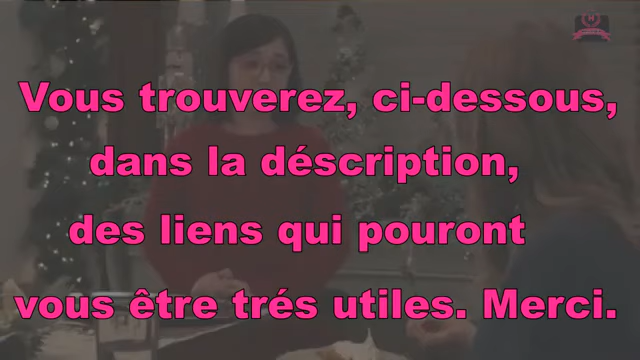 Vous trouverez, ci-dessous,
dans la déscription,
des liens qui pouront
vous être trés utiles. Merci.